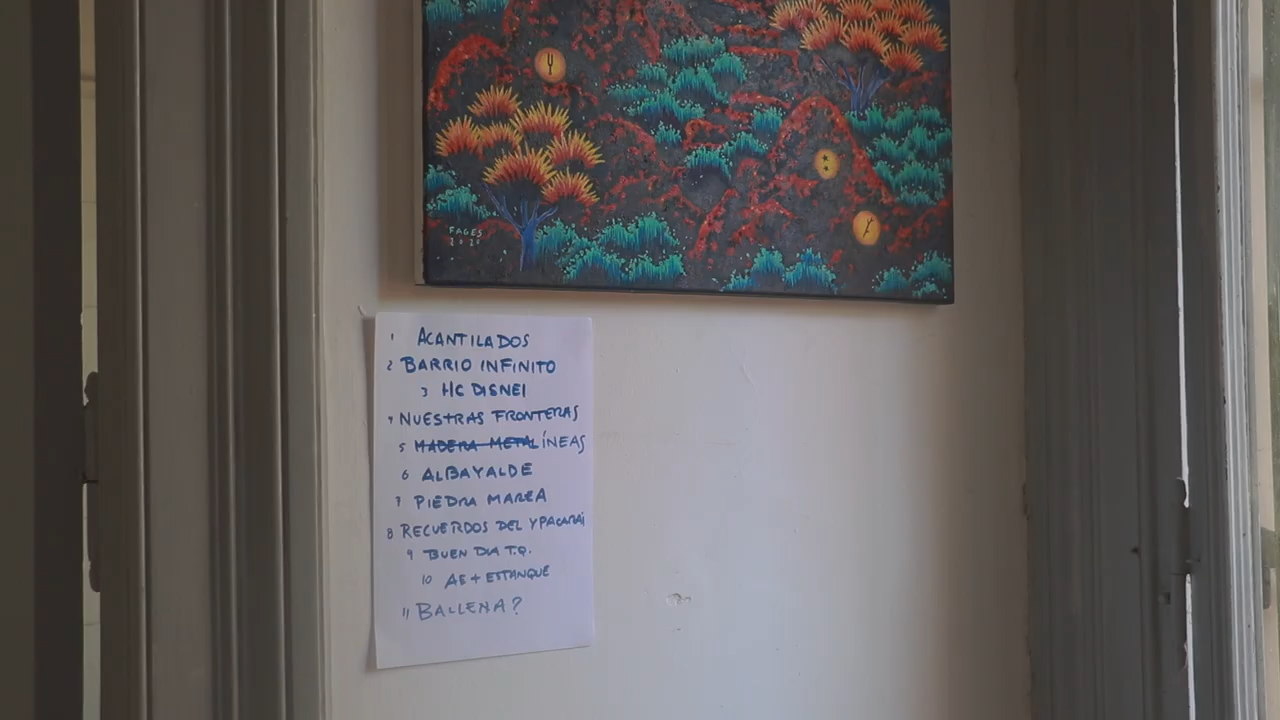 FAGES
2020
1 ACANTILADOS
2 BARRIO INFINITO
3 HC DISNEI
4 NUESTRAS FRONTERAS
5 MADERA METAL ÍNEAS
6 ALBAYALDE
7 PIEDRA MAREA
8 RECUERDOS DEL YPACARAÍ
9 BUEN DIA T.Q.
10 AE + ESTANQUE
11 BALLENA?